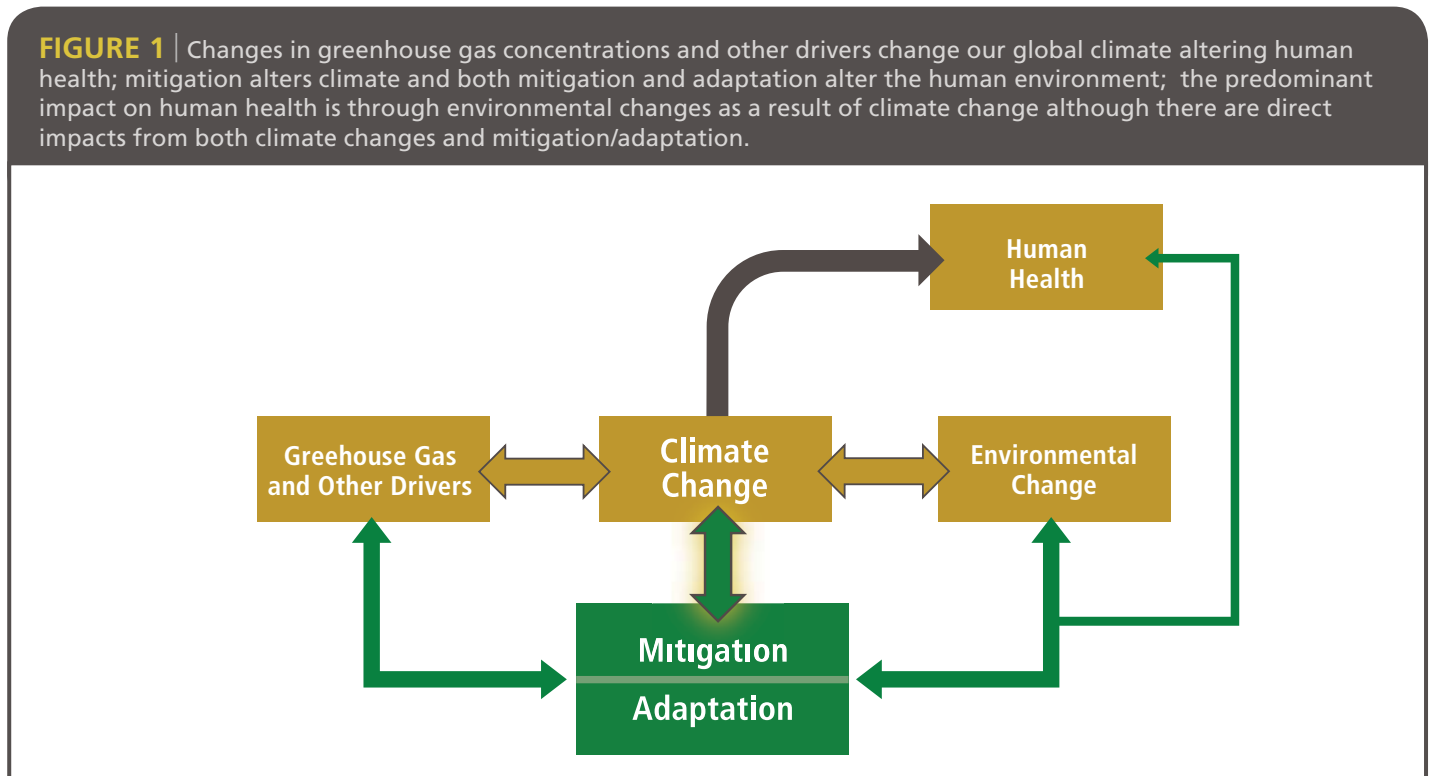 FIGURE 1 | Changes in greenhouse gas concentrations and other drivers change our global climate altering human
health; mitigation alters climate and both mitigation and adaptation alter the human environment; the predominant
impact on human health is through environmental changes as a result of climate change although there are direct
impacts from both climate changes and mitigation/adaptation.
Human
Health
Greehouse Gas
and Other Drivers
Climate
Change
Environmental
Change
Mitigation
Adaptation